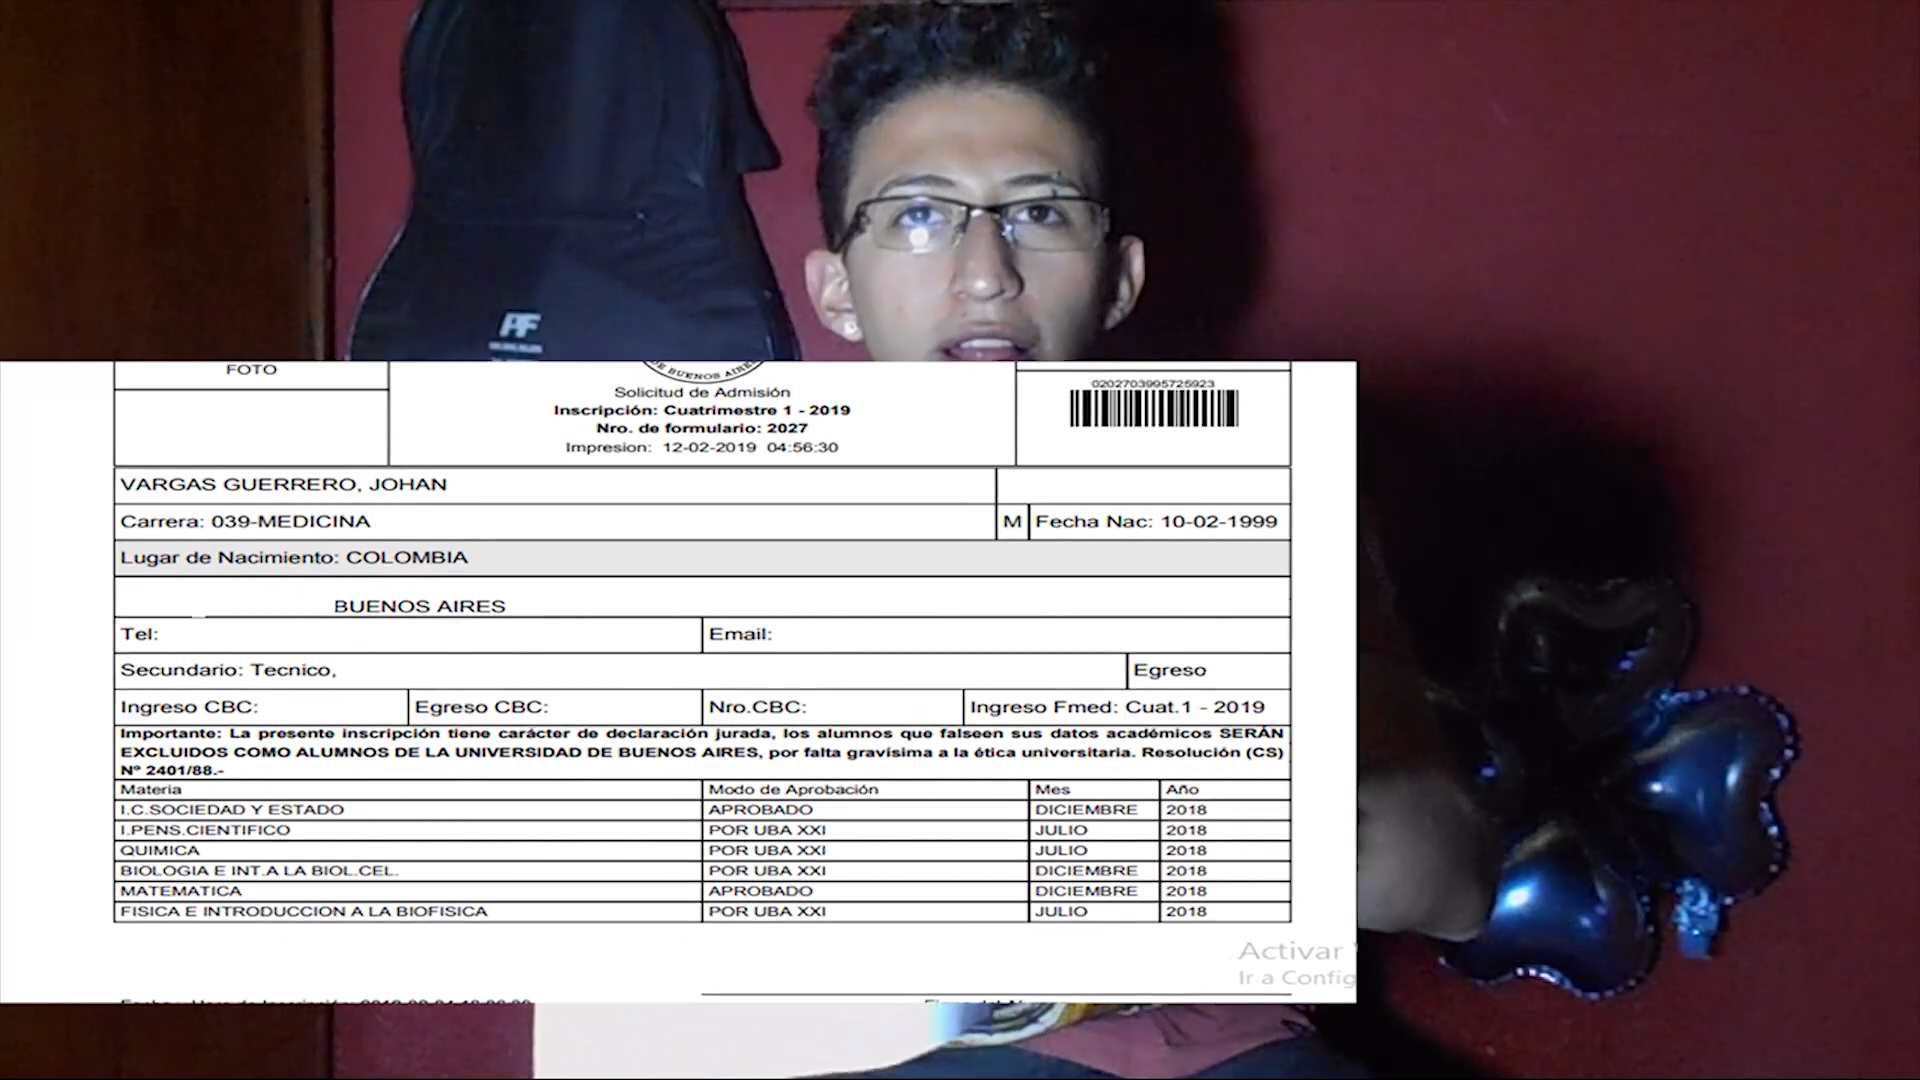 PF
FOTO
DE BUENOS AIRES
Solicitud de Admisión
Inscripción: Cuatrimestre 1 - 2019
Nro. de formulario: 2027
Impresion: 12-02-2019 04:56:30
0202703995725923
VARGAS GUERRERO, JOHAN
Carrera: 039-MEDICINA M Fecha Nac: 10-02-1999
Lugar de Nacimiento: COLOMBIA
BUENOS AIRES
Tel: Email:
Secundario: Tecnico, Egreso
Ingreso CBC: Egreso CBC: Nro.CBC: Ingreso Fmed: Cuat.1 - 2019
Importante: La presente inscripción tiene carácter de declaración jurada, los alumnos que falseen sus datos académicos SERÁN
EXCLUIDOS COMO ALUMNOS DE LA UNIVERSIDAD DE BUENOS AIRES, por falta gravísima a la ética universitaria. Resolución (CS)
Nº 2401/88.-
Materia Modo de Aprobación Mes Año
I.C.SOCIEDAD Y ESTADO APROBADO DICIEMBRE 2018
I.PENS.CIENTIFICO POR UBA XXI JULIO 2018
QUIMICA POR UBA XXI JULIO 2018
BIOLOGIA E INT.A LA BIOL.CEL. POR UBA XXI DICIEMBRE 2018
MATEMATICA APROBADO DICIEMBRE 2018
FISICA E INTRODUCCION A LA BIOFISICA POR UBA XXI JULIO 2018
Activar
Ir a Config